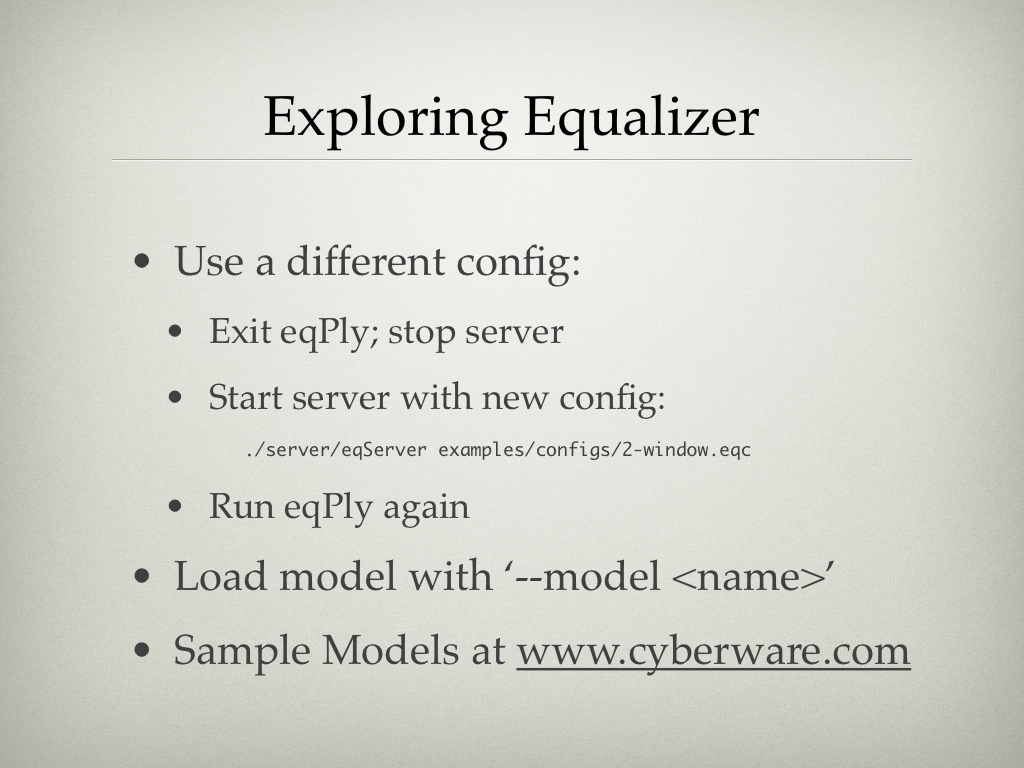 Exploring Equalizer
• Use a different config:
• Exit eqPly; stop server
• Start server with new config:
./server/eqServer examples/configs/2-window.eqc
• Run eqPly again
• Load model with ‘--model <name>’
• Sample Models at www.cyberware.com